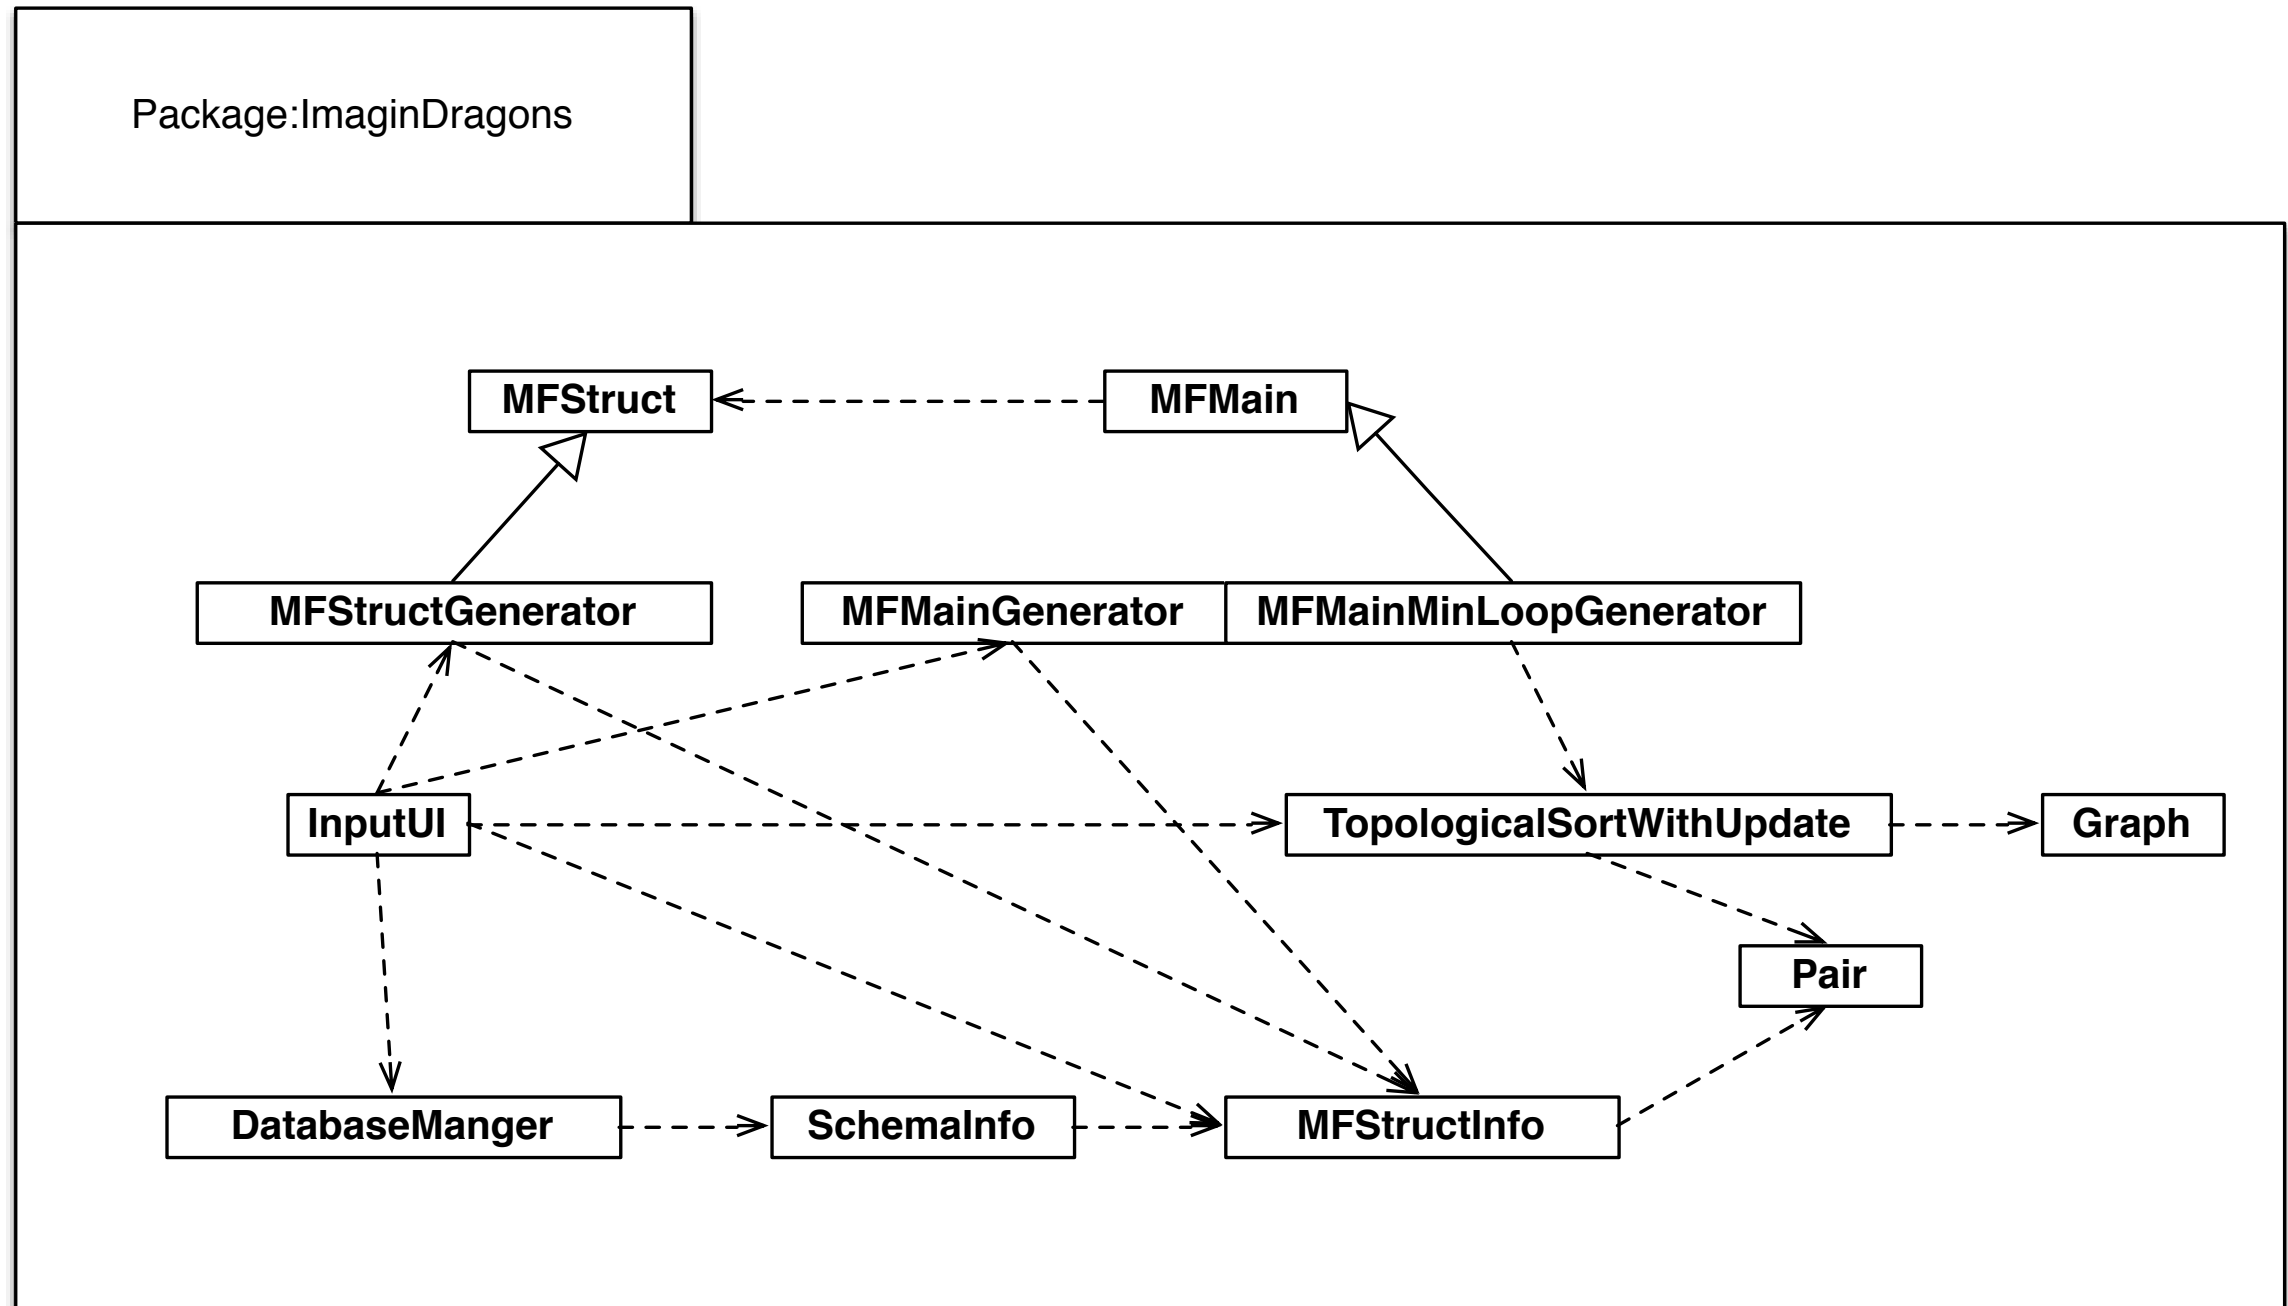 Package:ImaginDragons
MFStruct
MFMain
MFStructGenerator
MFMainGenerator
MFMainMinLoopGenerator
InputUI
TopologicalSortWithUpdate
Graph
Pair
DatabaseManger
SchemaInfo
MFStructInfo